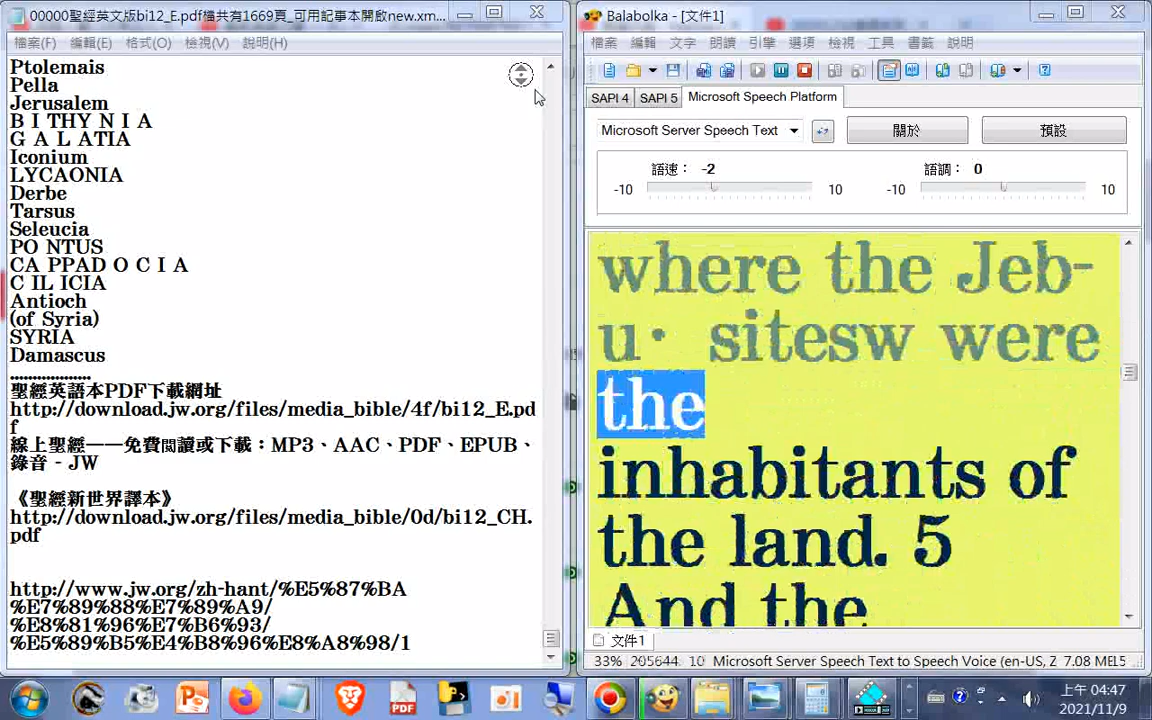 00000聖經英文版bi12_E.pdf檔共有1669頁_可用記事本開啟new.xm...
檔案(F) 編輯(E) 格式(O) 檢視(V) 說明(H)
Ptolemais
Pella
Jerusalem
B I THY N I A
G A L ATIA
Iconium
LYCAONIA
Derbe
Tarsus
Seleucia
PO NTUS
CA PPAD O C I A
C IL ICIA
Antioch
(of Syria)
SYRIA
Damascus
..................
聖經英語本PDF下載網址
http://download.jw.org/files/media_bible/4f/bi12_E.pd
f
線上聖經——免費閱讀或下載：MP3、AAC、PDF、EPUB、
錄音 - JW
《聖經新世界譯本》
http://download.jw.org/files/media_bible/0d/bi12_CH.
pdf
http://www.jw.org/zh-hant/%E5%87%BA
%E7%89%88%E7%89%A9/
%E8%81%96%E7%B6%93/
%E5%89%B5%E4%B8%96%E8%A8%98/1
Balabolka - [文件1]
檔案 編輯 文字 朗讀 引擎 選項 檢視 工具 書籤 說明
SAPI 4 SAPI 5 Microsoft Speech Platform
Microsoft Server Speech Text 關於 預設
語速： -2 語調： 0
-10 10 -10 10
where the Jeb-
u· sitesw were
the
inhabitants of
the land. 5
And the
文件1
33% 205644 : 10 Microsoft Server Speech Text to Speech Voice (en-US, Z 7.08 МЕ15
PDF
上午 04:47
2021/11/9